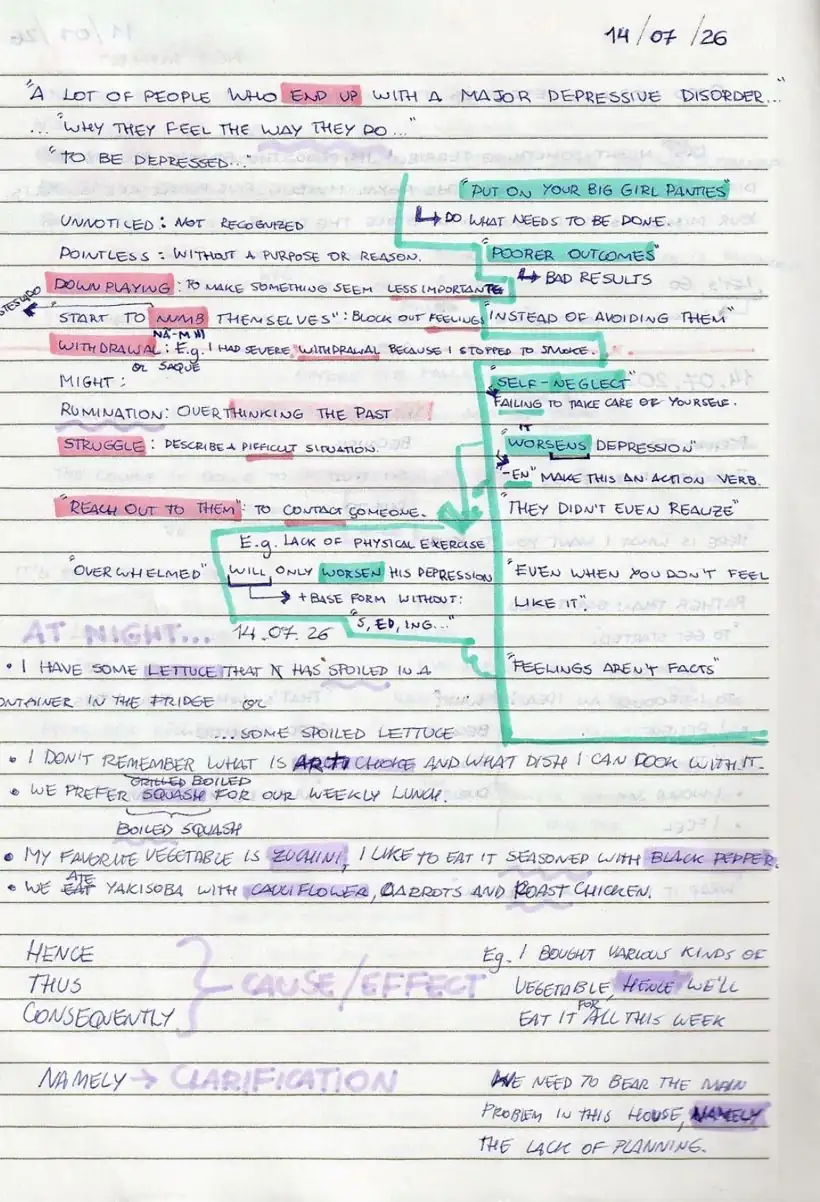 14/07/26
"A LOT OF PEOPLE WHO END UP WITH A MAJOR DEPRESSIVE DISORDER..."
... "WHY THEY FEEL THE WAY THEY DO..."
"TO BE DEPRESSED..."
"PUT ON YOUR BIG GIRL PANTIES"
DO WHAT NEEDS TO BE DONE.
UNNOTICED: NOT RECOGNIZED
POINTLESS: WITHOUT A PURPOSE OR REASON.
"POORER OUTCOMES"
BAD RESULTS
DOWN PLAYING: TO MAKE SOMETHING SEEM LESS IMPORTANTE
START TO NUMB THEMSELVES": BLOCK OUT FEELINGS INSTEAD OF AVOIDING THEM"
NÃ-M
WITHDRAWAL: E.g. I HAD SEVERE WITHDRAWAL BECAUSE I STOPPED TO SMOKE.
OR SAQUE
MIGHT:
"SELF-NEGLECT"
FAILING TO TAKE CARE OF YOURSELF.
RUMINATION: OVERTHINKING THE PAST
STRUGGLE: DESCRIBE A DIFFICULT SITUATION.
"IT
WORSENS DEPRESSION"
"-EN" MAKE THIS AN ACTION VERB.
"REACH OUT TO THEM": TO CONTACT SOMEONE.
"THEY DIDN'T EVEN REALIZE"
E.g. LACK OF PHYSICAL EXERCISE
"OVERWHELMED"
WILL ONLY WORSEN HIS DEPRESSION
+BASE FORM WITHOUT:
"S, ED, ING..."
"EVEN WHEN YOU DON'T FEEL
LIKE IT".
"FEELINGS AREN'T FACTS"
AT NIGHT...
14.07.26
• I HAVE SOME LETTUCE THAT HAS SPOILED IN A
ONTAINER IN THE FRIDGE or
...SOME SPOILED LETTUCE
• I DON'T REMEMBER WHAT IS ARTICHOKE AND WHAT DISH I CAN COOK WITH IT.
GRILLED BOILED
• WE PREFER SQUASH FOR OUR WEEKLY LUNCH.
BOILED SQUASH
• MY FAVORITE VEGETABLE IS ZUCHINI, I LIKE TO EAT IT SEASONED WITH BLACK PEPPER.
ATE
• WE EAT YAKISOBA WITH CAULIFLOWER, CARROTS AND ROAST CHICKEN.
HENCE
THUS
CONSEQUENTLY
CAUSE/EFFECT
Eg. I BOUGHT VARIOUS KINDS OF
VEGETABLE, HENCE WE'LL
FOR
EAT IT ALL THIS WEEK
NAMELY → CLARIFICATION
WE NEED TO BEAR THE MAIN
PROBLEM IN THIS HOUSE, NAMELY
THE LACK OF PLANNING.